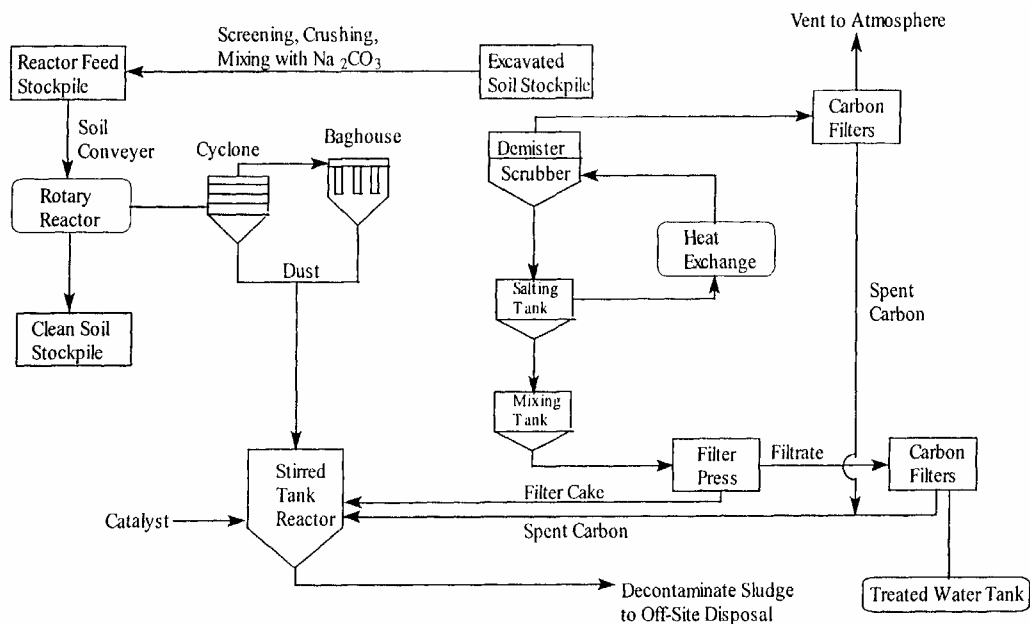 Vent to Atmosphere
Screening, Crushing,
Mixing with Na2CO3
Reactor Feed
Stockpile
Excavated
Soil Stockpile
Carbon
Filters
Soil
Conveyer
Cyclone
Baghouse
Demister
Scrubber
Rotary
Reactor
Heat
Exchange
Dust
Salting
Tank
Spent
Carbon
Clean Soil
Stockpile
Mixing
Tank
Stirred
Tank
Reactor
Filter
Press
Filtrate
Carbon
Filters
Filter Cake
Catalyst
Spent Carbon
Decontaminate Sludge
to Off-Site Disposal
Treated Water Tank